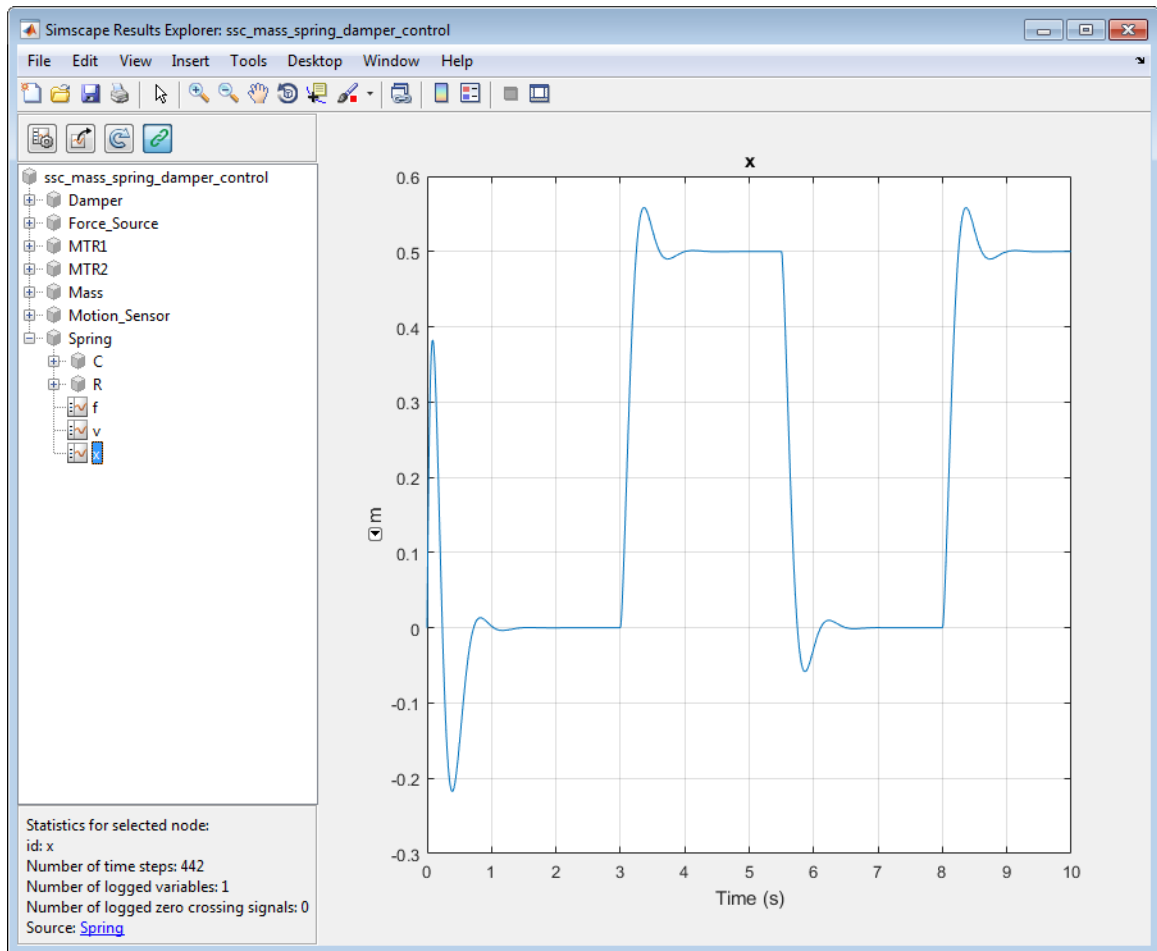 Simscape Results Explorer: ssc_mass_spring_damper_control
File Edit View Insert Tools Desktop Window Help
ssc_mass_spring_damper_control
Damper
Force_Source
MTR1
MTR2
Mass
Motion_Sensor
Spring
C
R
f
v
x
Statistics for selected node:
id: x
Number of time steps: 442
Number of logged variables: 1
Number of logged zero crossing signals: 0
Source: Spring
x
0.6
0.5
0.4
0.3
0.2
0.1
0
-0.1
-0.2
-0.3
m
0 1 2 3 4 5 6 7 8 9 10
Time (s)